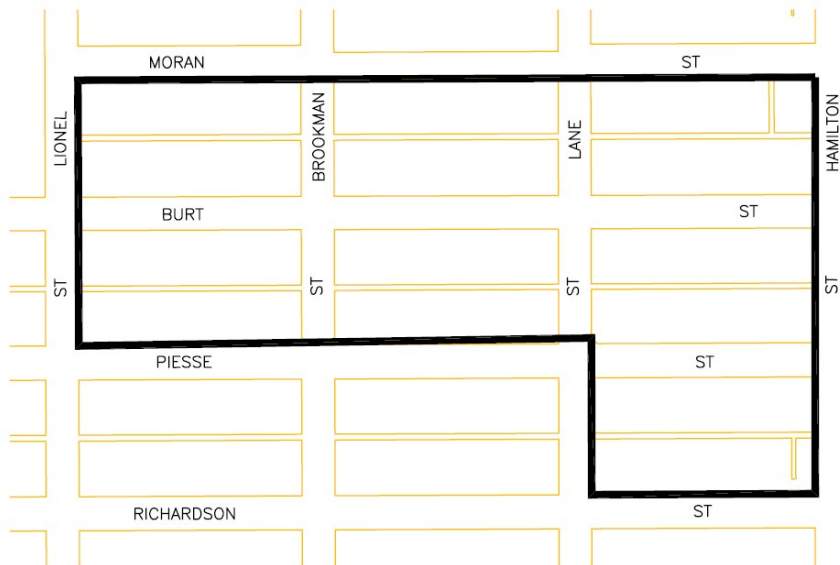 MORAN ST
LIONEL ST
BROOKMAN ST
LANE ST
HAMILTON ST
BURT ST
PIESSE ST
RICHARDSON ST